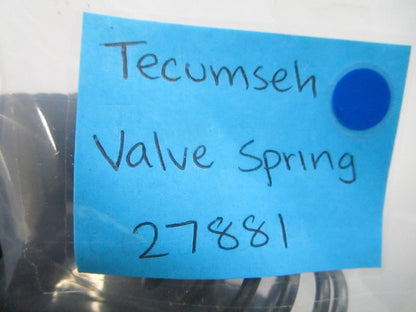 Tecumseh
Valve Spring
27881